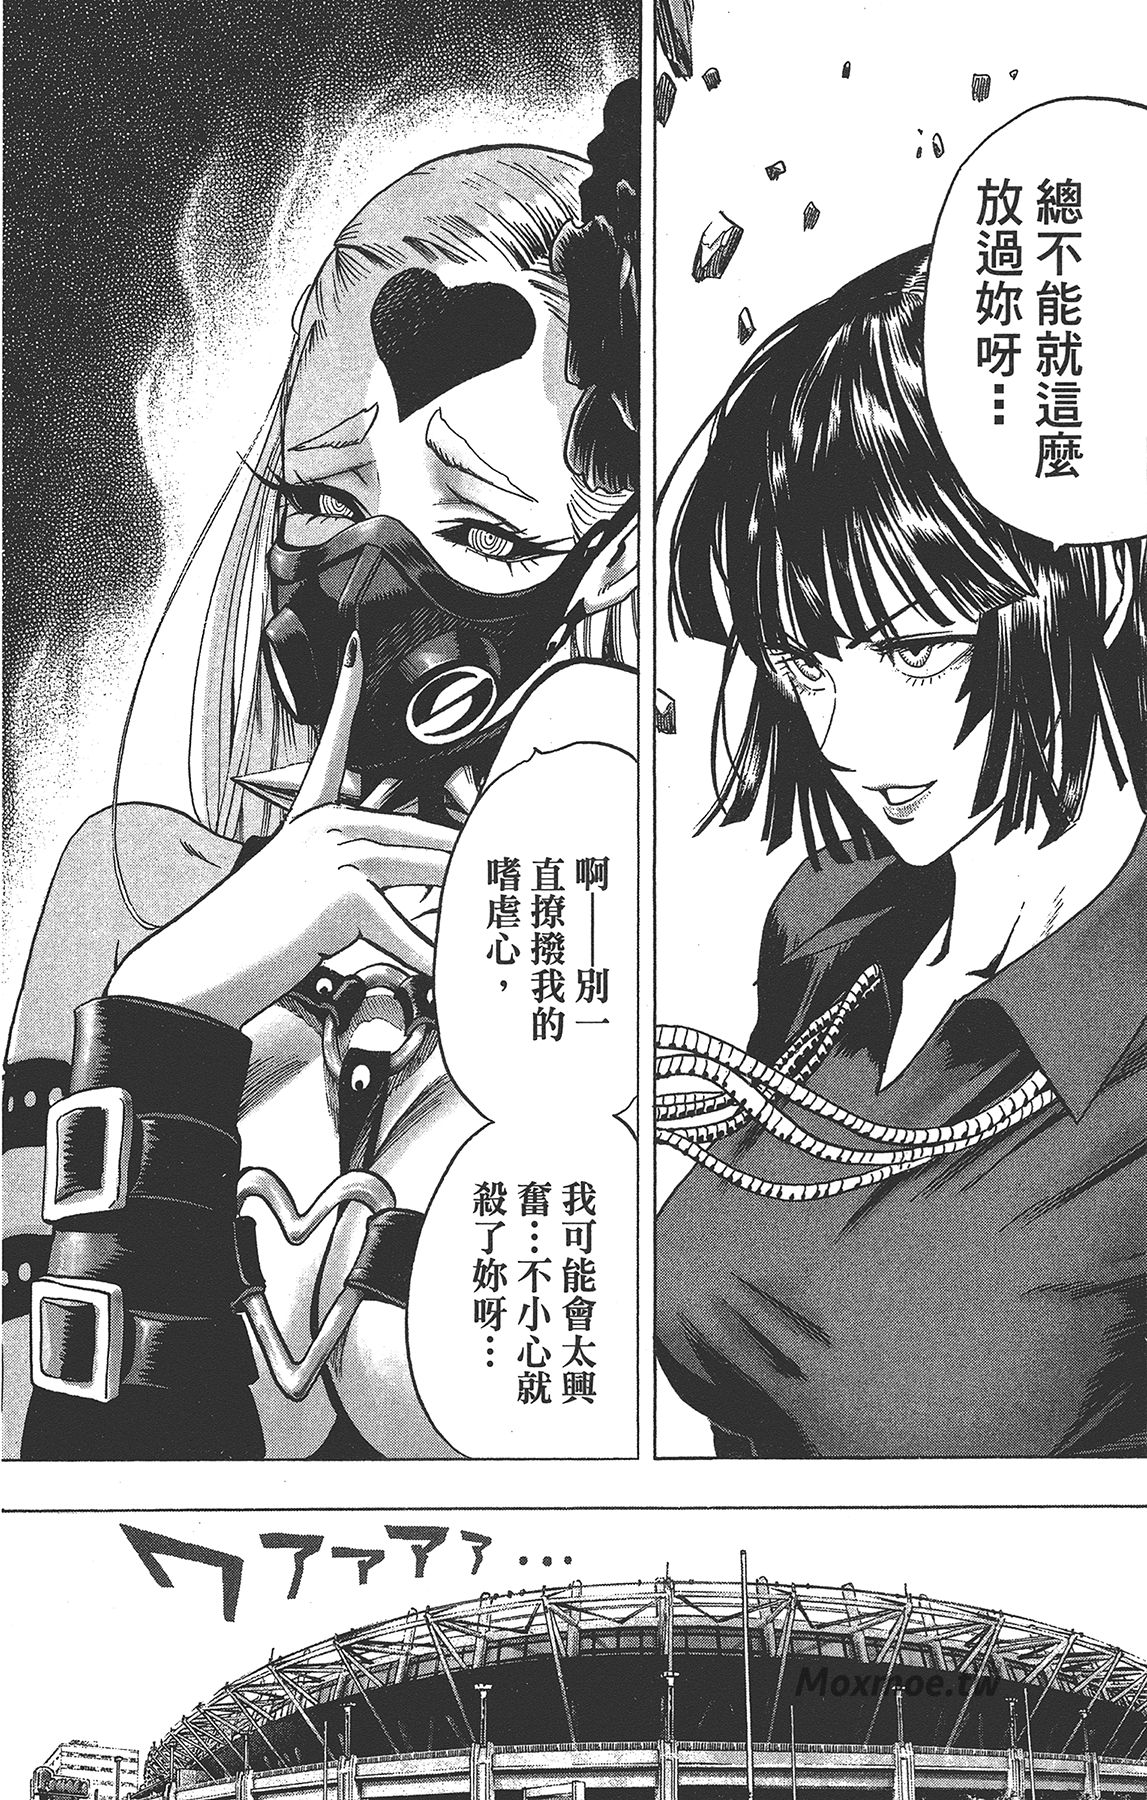 總不能就這麼
放過妳呀…
啊——別一
直撩撥我的
嗜虐心，
我可能會太興
奮…不小心就
殺了妳呀…
ワアァァァ…
Moxmoe.tw